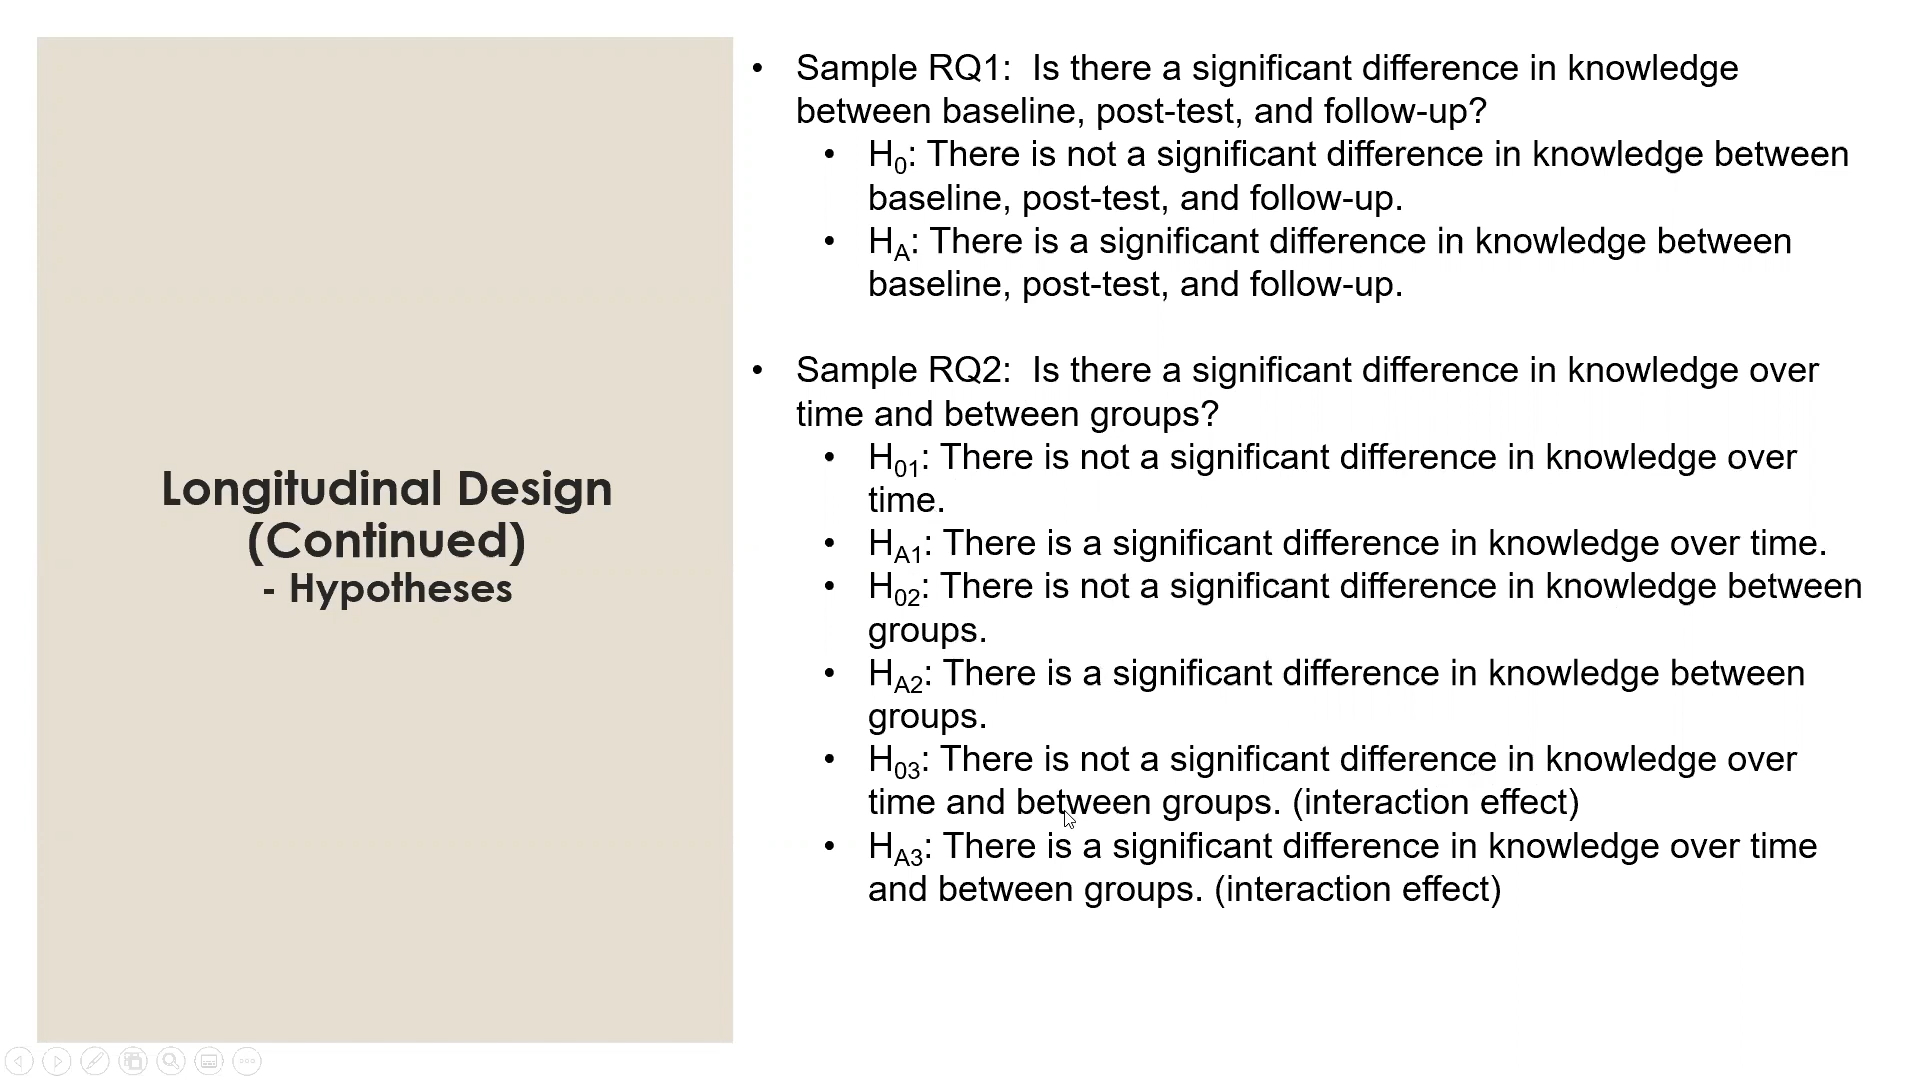 Longitudinal Design
(Continued)
- Hypotheses
• Sample RQ1:  Is there a significant difference in knowledge
between baseline, post-test, and follow-up?
• H0: There is not a significant difference in knowledge between
baseline, post-test, and follow-up.
• HA: There is a significant difference in knowledge between
baseline, post-test, and follow-up.
• Sample RQ2:  Is there a significant difference in knowledge over
time and between groups?
• H01: There is not a significant difference in knowledge over
time.
• HA1: There is a significant difference in knowledge over time.
• H02: There is not a significant difference in knowledge between
groups.
• HA2: There is a significant difference in knowledge between
groups.
• H03: There is not a significant difference in knowledge over
time and between groups. (interaction effect)
• HA3: There is a significant difference in knowledge over time
and between groups. (interaction effect)